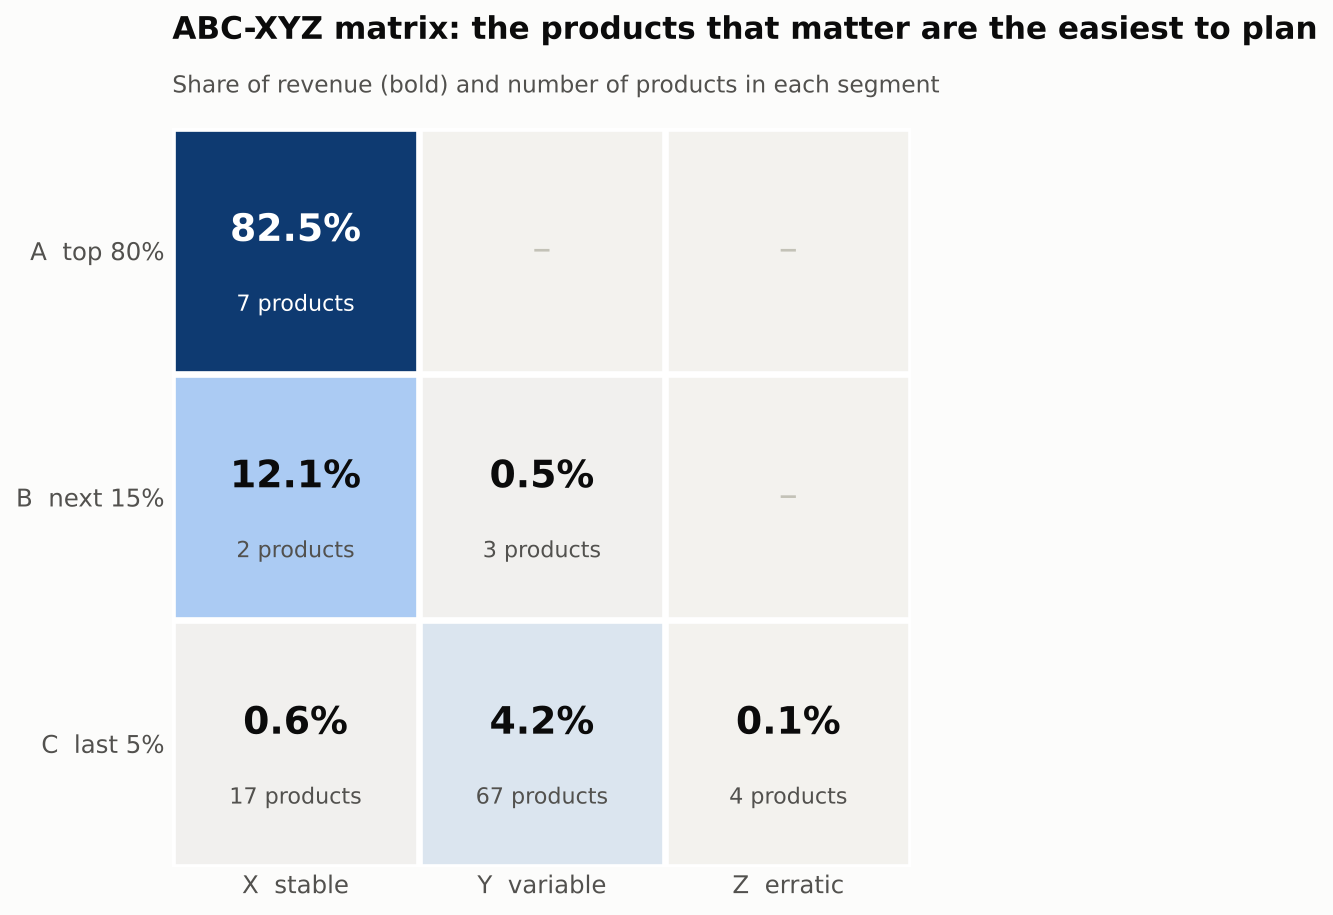 ABC-XYZ matrix: the products that matter are the easiest to plan
Share of revenue (bold) and number of products in each segment
A top 80%
82.5%
7 products
–
–
B next 15%
12.1%
2 products
0.5%
3 products
–
C last 5%
0.6%
17 products
4.2%
67 products
0.1%
4 products
X stable
Y variable
Z erratic